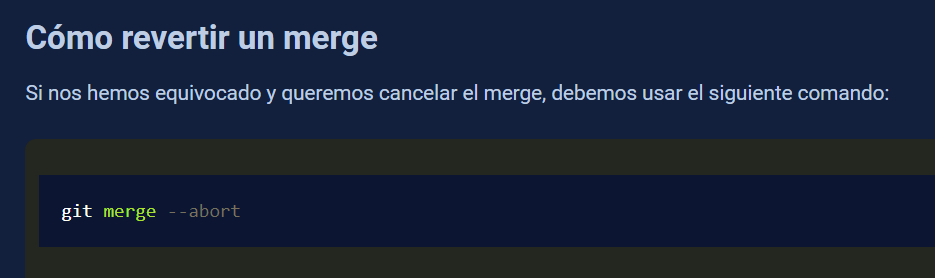 Cómo revertir un merge
Si nos hemos equivocado y queremos cancelar el merge, debemos usar el siguiente comando:
git merge --abort